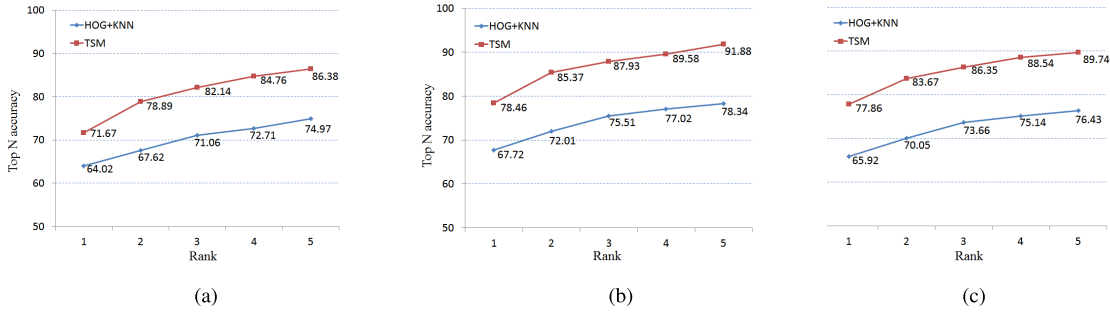 100
90
80
70
60
50
Top N accuracy
HOG+KNN
TSM
71.67
78.89
82.14
84.76
86.38
64.02
67.62
71.06
72.71
74.97
1 2 3 4 5
Rank
(a)
100
90
80
70
60
50
Top N accuracy
HOG+KNN
TSM
78.46
85.37
87.93
89.58
91.88
67.72
72.01
75.51
77.02
78.34
1 2 3 4 5
Rank
(b)
HOG+KNN
TSM
77.86
83.67
86.35
88.54
89.74
65.92
70.05
73.66
75.14
76.43
1 2 3 4 5
Rank
(c)